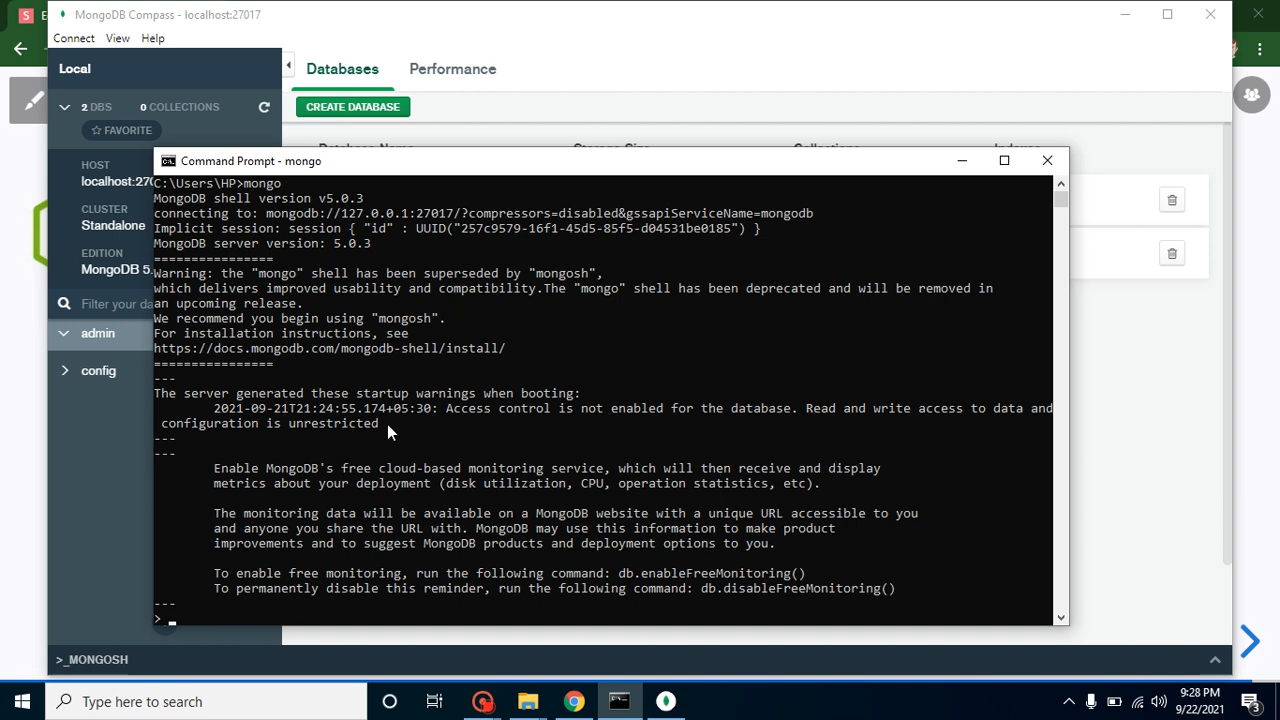 S
MongoDB Compass - localhost:27017
Connect View Help
Local
Databases Performance
2 DBS 0 COLLECTIONS
CREATE DATABASE
FAVORITE
HOST
localhost:27
CLUSTER
Standalone
EDITION
MongoDB 5.
Filter your da
admin
config
>_MONGOSH
Command Prompt - mongo
C:\Users\HP>mongo
MongoDB shell version v5.0.3
connecting to: mongodb://127.0.0.1:27017/?compressors=disabled&gssapiServiceName=mongodb
Implicit session: session { "id" : UUID("257c9579-16f1-45d5-85f5-d04531be0185") }
MongoDB server version: 5.0.3
================
Warning: the "mongo" shell has been superseded by "mongosh",
which delivers improved usability and compatibility.The "mongo" shell has been deprecated and will be removed in
an upcoming release.
We recommend you begin using "mongosh".
For installation instructions, see
https://docs.mongodb.com/mongodb-shell/install/
================
---
The server generated these startup warnings when booting:
2021-09-21T21:24:55.174+05:30: Access control is not enabled for the database. Read and write access to data and
configuration is unrestricted
---
---
Enable MongoDB's free cloud-based monitoring service, which will then receive and display
metrics about your deployment (disk utilization, CPU, operation statistics, etc).
The monitoring data will be available on a MongoDB website with a unique URL accessible to you
and anyone you share the URL with. MongoDB may use this information to make product
improvements and to suggest MongoDB products and deployment options to you.
To enable free monitoring, run the following command: db.enableFreeMonitoring()
To permanently disable this reminder, run the following command: db.disableFreeMonitoring()
---
>
Type here to search
9:28 PM
9/22/2021
3